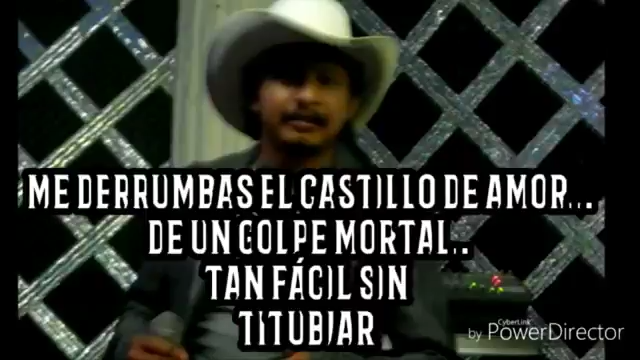 ME DERRUMBAS EL CASTILLO DE AMOR...
DE UN GOLPE MORTAL..
TAN FÁCIL SIN
TITUBIAR
CyberLink
by PowerDirector